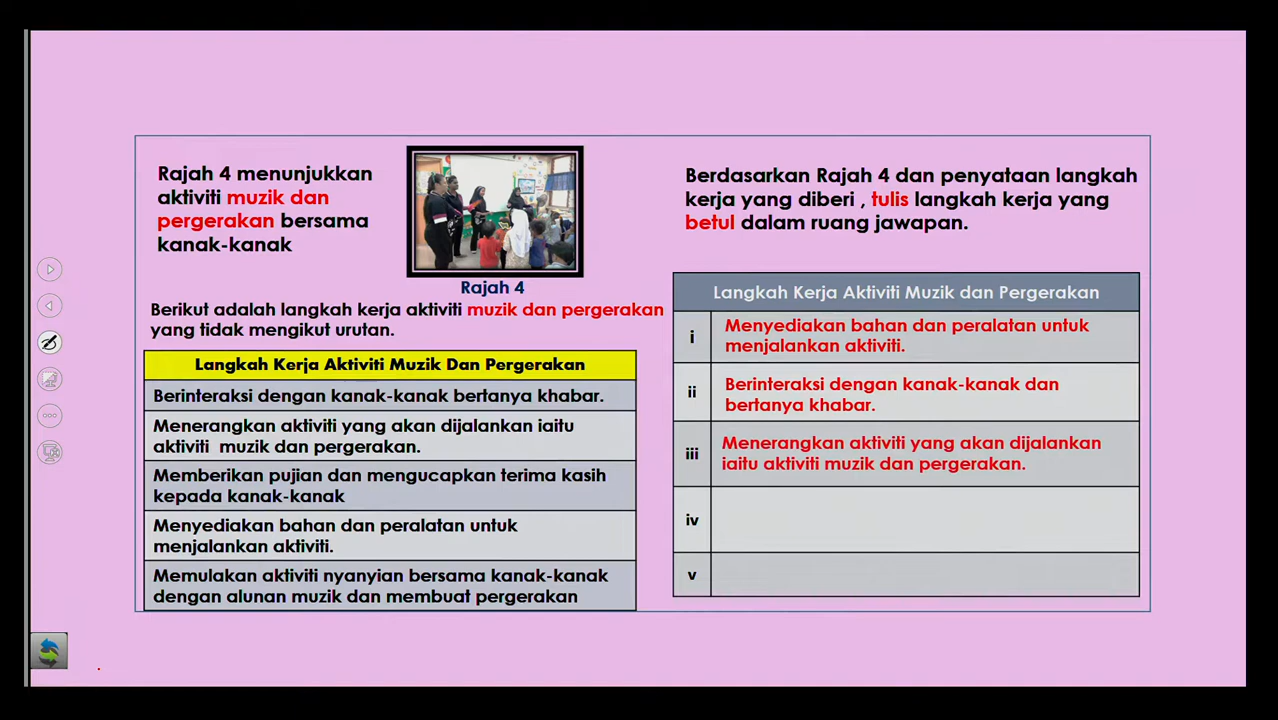 Rajah 4 menunjukkan
aktiviti muzik dan
pergerakan bersama
kanak-kanak
Rajah 4
Berikut adalah langkah kerja aktiviti muzik dan pergerakan
yang tidak mengikut urutan.
Langkah Kerja Aktiviti Muzik Dan Pergerakan
Berinteraksi dengan kanak-kanak bertanya khabar.
Menerangkan aktiviti yang akan dijalankan iaitu
aktiviti muzik dan pergerakan.
Memberikan pujian dan mengucapkan terima kasih
kepada kanak-kanak
Menyediakan bahan dan peralatan untuk
menjalankan aktiviti.
Memulakan aktiviti nyanyian bersama kanak-kanak
dengan alunan muzik dan membuat pergerakan
Berdasarkan Rajah 4 dan penyataan langkah
kerja yang diberi , tulis langkah kerja yang
betul dalam ruang jawapan.
Langkah Kerja Aktiviti Muzik dan Pergerakan
i
Menyediakan bahan dan peralatan untuk
menjalankan aktiviti.
ii
Berinteraksi dengan kanak-kanak dan
bertanya khabar.
iii
Menerangkan aktiviti yang akan dijalankan
iaitu aktiviti muzik dan pergerakan.
iv
v